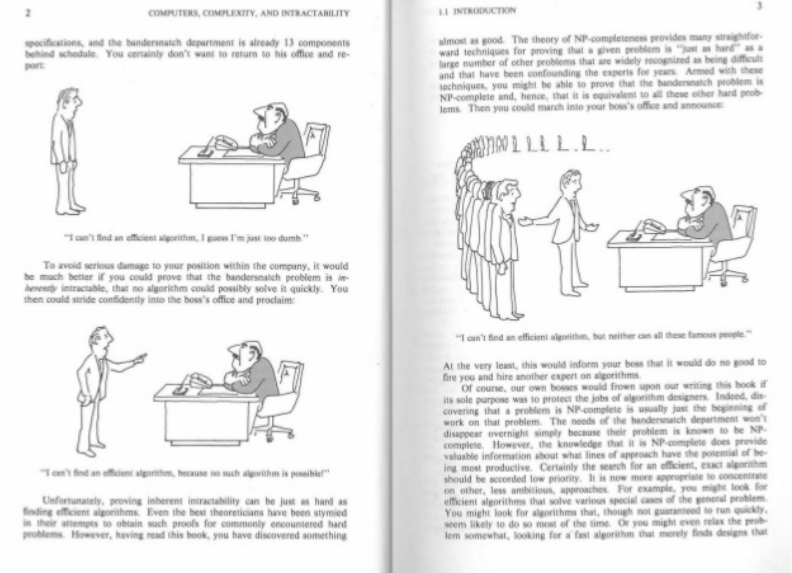 2
COMPUTERS, COMPLEXITY, AND INTRACTABILITY
specifications, and the bandersnatch department is already 13 components
behind schedule. You certainly don't want to return to his office and re-
port:
"I can't find an efficient algorithm, I guess I'm just too dumb."
To avoid serious damage to your position within the company, it would
be much better if you could prove that the bandersnatch problem is in-
herently intractable, that no algorithm could possibly solve it quickly. You
then could stride confidently into the boss's office and proclaim:
"I can't find an efficient algorithm, because no such algorithm is possible!"
Unfortunately, proving inherent intractability can be just as hard as
finding efficient algorithms. Even the best theoreticians have been stymied
in their attempts to obtain such proofs for commonly encountered hard
problems. However, having read this book, you have discovered something
1.1 INTRODUCTION
3
almost as good. The theory of NP-completeness provides many straightfor-
ward techniques for proving that a given problem is "just as hard" as a
large number of other problems that are widely recognized as being difficult
and that have been confounding the experts for years. Armed with these
techniques, you might be able to prove that the bandersnatch problem is
NP-complete and, hence, that it is equivalent to all these other hard prob-
lems. Then you could march into your boss's office and announce:
"I can't find an efficient algorithm, but neither can all these famous people."
At the very least, this would inform your boss that it would do no good to
fire you and hire another expert on algorithms.
Of course, our own bosses would frown upon our writing this book if
its sole purpose was to protect the jobs of algorithm designers. Indeed, dis-
covering that a problem is NP-complete is usually just the beginning of
work on that problem. The needs of the bandersnatch department won't
disappear overnight simply because their problem is known to be NP-
complete. However, the knowledge that it is NP-complete does provide
valuable information about what lines of approach have the potential of be-
ing most productive. Certainly the search for an efficient, exact algorithm
should be accorded low priority. It is now more appropriate to concentrate
on other, less ambitious, approaches. For example, you might look for
efficient algorithms that solve various special cases of the general problem.
You might look for algorithms that, though not guaranteed to run quickly,
seem likely to do so most of the time. Or you might even relax the prob-
lem somewhat, looking for a fast algorithm that merely finds designs that